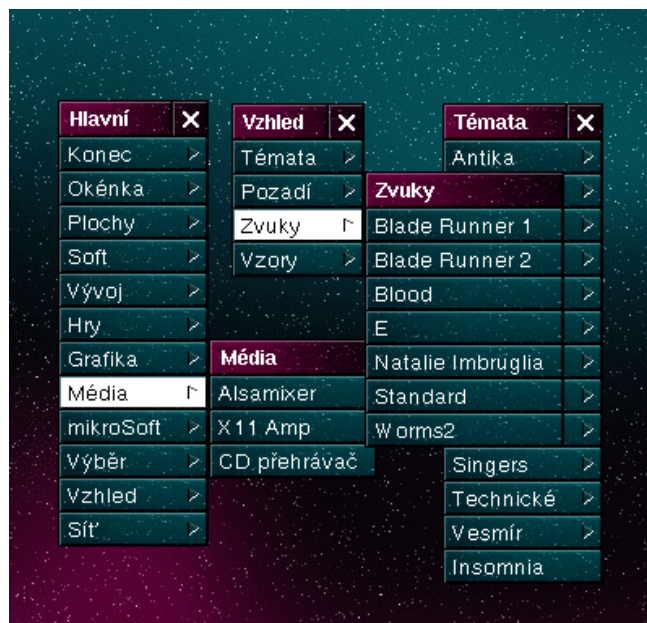 Hlavní
Konec
Okénka
Plochy
Soft
Vývoj
Hry
Grafika
Média
mikroSoft
Výběr
Vzhled
Síť
Vzhled
Témata
Pozadí
Zvuky
Vzory
Média
Alsamixer
X11 Amp
CD přehrávač
Zvuky
Blade Runner 1
Blade Runner 2
Blood
E
Natalie Imbruglia
Standard
Worms2
Témata
Antika
Singers
Technické
Vesmír
Insomnia